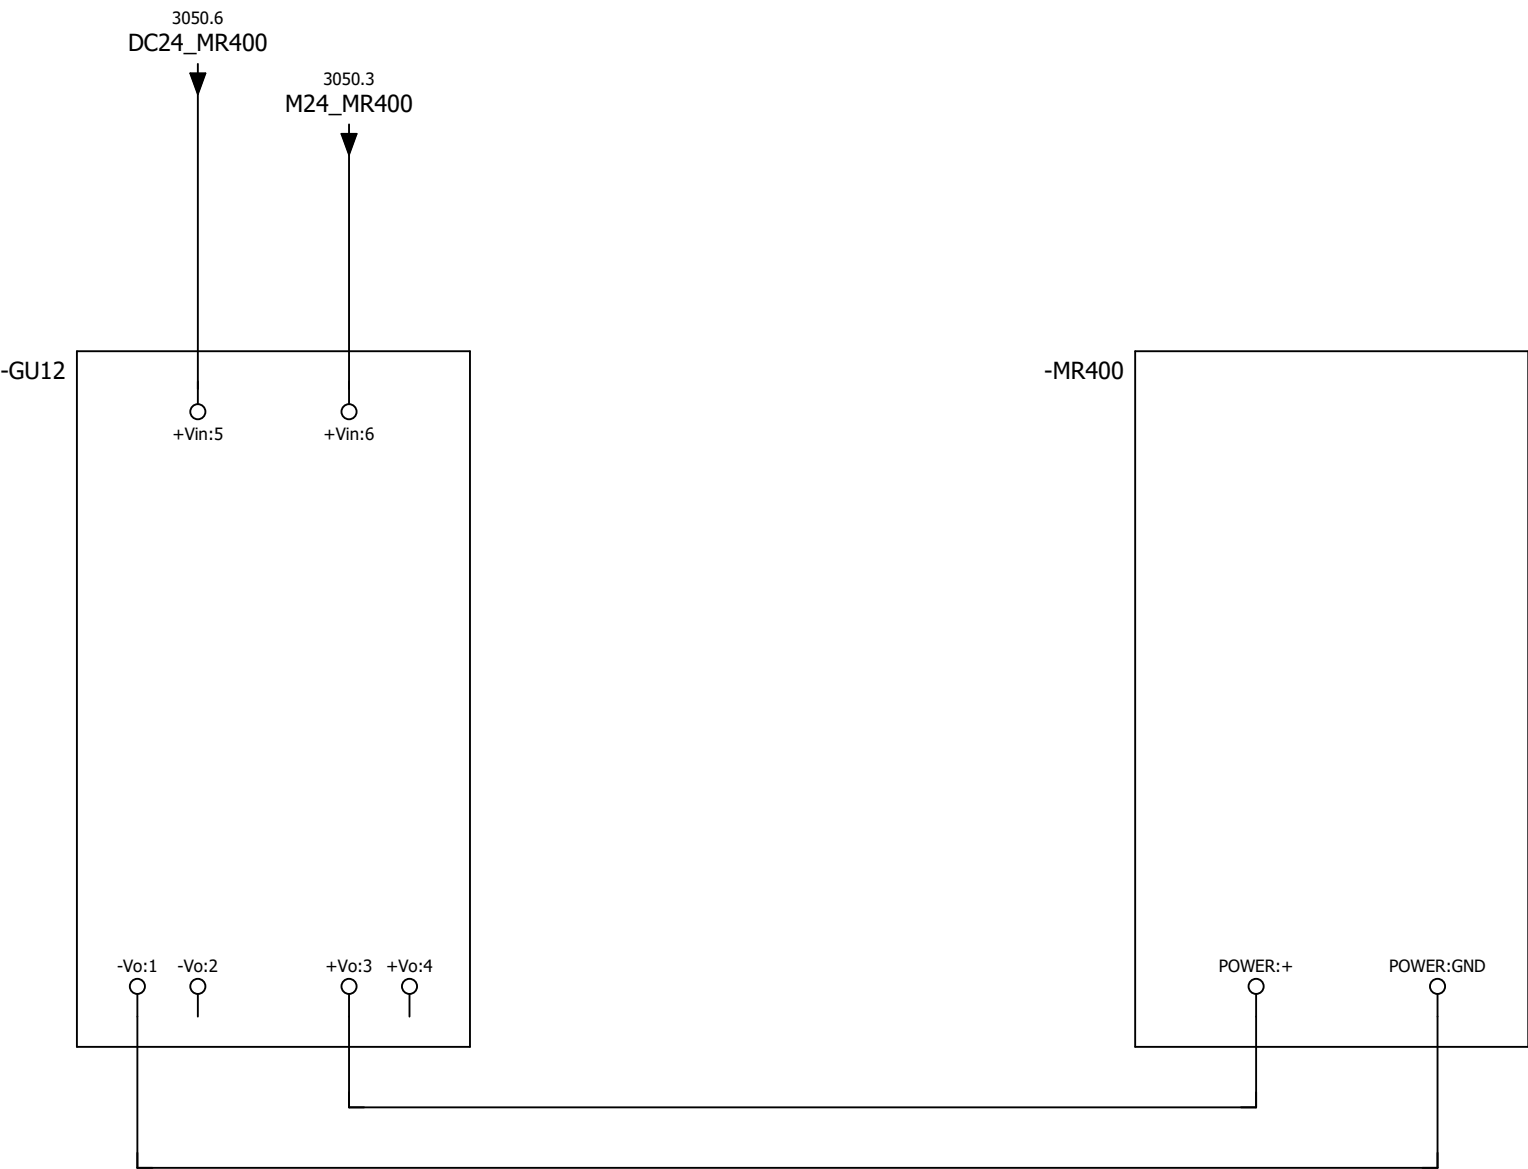 3050.6
DC24_MR400
3050.3
M24_MR400
-GU12
-MR400
+Vin:5
+Vin:6
-Vo:1
-Vo:2
+Vo:3
+Vo:4
POWER:+
POWER:GND